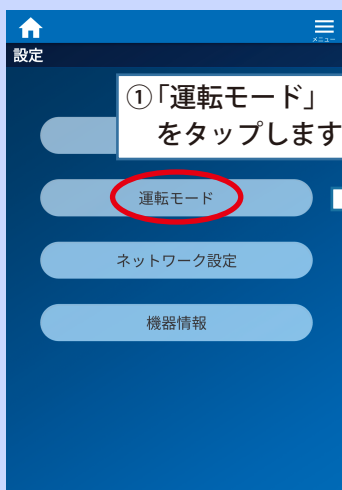 メニュー
設定
①「運転モード」
をタップします
運転モード
ネットワーク設定
機器情報